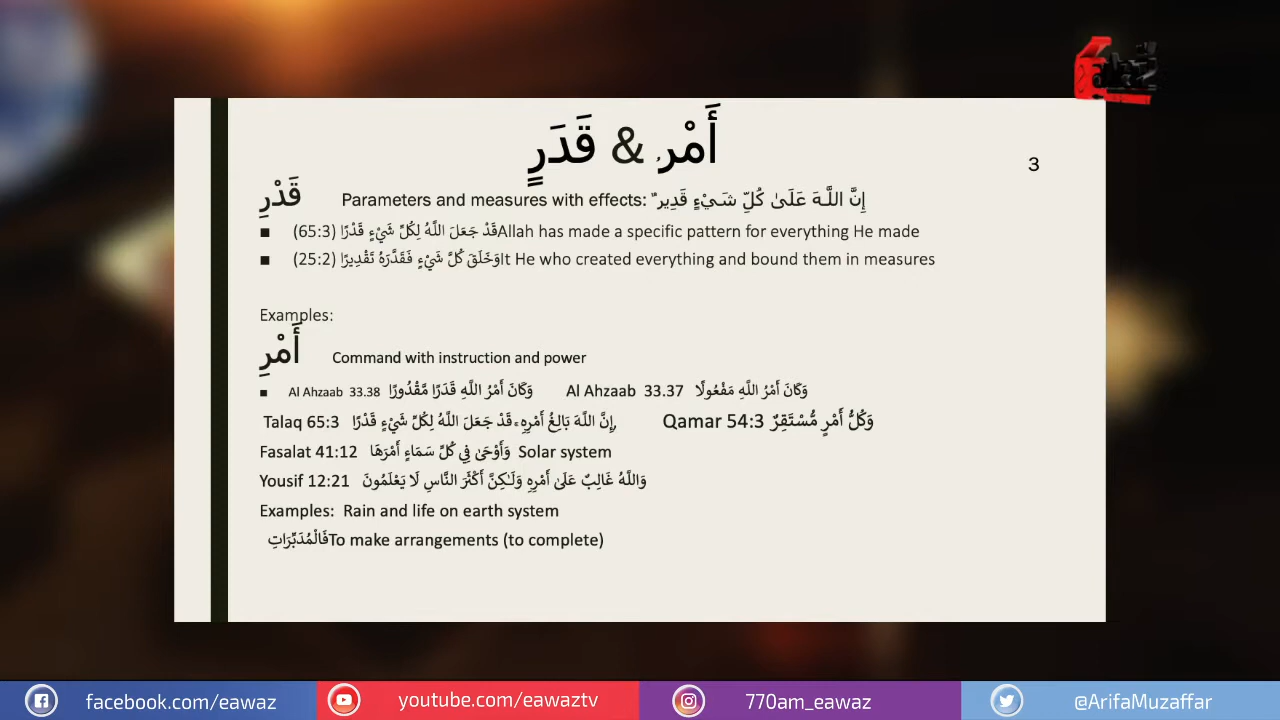 أَمْرِ & قَدَرٍ
3
قَدْرِ Parameters and measures with effects: إِنَّ اللَّـهَ عَلَىٰ كُلِّ شَـيْءٍ قَدِيرٌ
▪ (65:3) قَدْ جَعَلَ اللَّهُ لِكُلِّ شَيْءٍ قَدْرًاAllah has made a specific pattern for everything He made
▪ (25:2) وَخَلَقَ كُلَّ شَيْءٍ فَقَدَّرَهُ تَقْدِيرًاIt He who created everything and bound them in measures
Examples:
أَمْرِ Command with instruction and power
▪ Al Ahzaab 33.38 وَكَانَ أَمْرُ اللَّهِ قَدَرًا مَّقْدُورًا Al Ahzaab 33.37 وَكَانَ أَمْرُ اللَّهِ مَفْعُولًا
Talaq 65:3 إِنَّ اللَّهَ بَالِغُ أَمْرِهِ ۚ قَدْ جَعَلَ اللَّهُ لِكُلِّ شَيْءٍ قَدْرًا, Qamar 54:3 وَكُلُّ أَمْرٍ مُّسْتَقِرٌ
Fasalat 41:12 وَأَوْحَىٰ فِي كُلِّ سَمَاءٍ أَمْرَهَا Solar system
Yousif 12:21 وَاللَّهُ غَالِبٌ عَلَىٰ أَمْرِهِ وَلَـٰكِنَّ أَكْثَرَ النَّاسِ لَا يَعْلَمُونَ
Examples: Rain and life on earth system
فَالْمُدَبِّرَاتِTo make arrangements (to complete)
facebook.com/eawaz
youtube.com/eawaztv
770am_eawaz
@ArifaMuzaffar